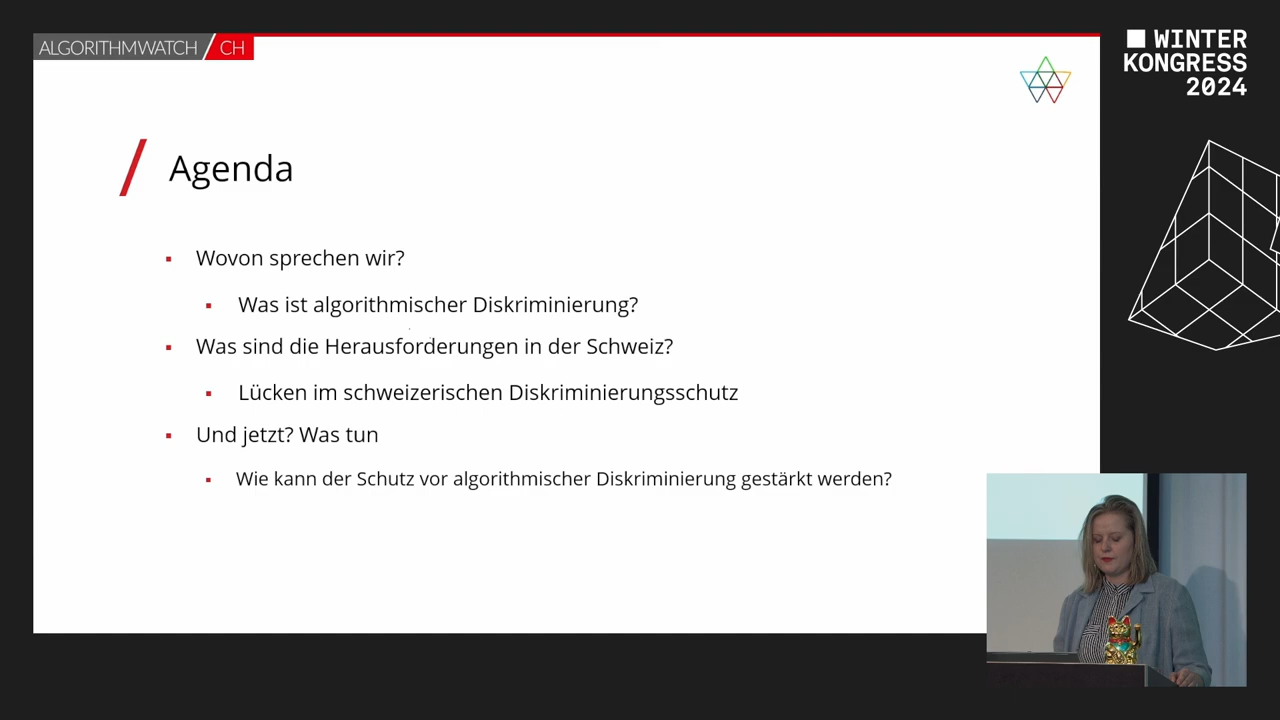 ALGORITHMWATCH / CH
WINTER
KONGRESS
2024
Agenda
Wovon sprechen wir?
Was ist algorithmischer Diskriminierung?
Was sind die Herausforderungen in der Schweiz?
Lücken im schweizerischen Diskriminierungsschutz
Und jetzt? Was tun
Wie kann der Schutz vor algorithmischer Diskriminierung gestärkt werden?